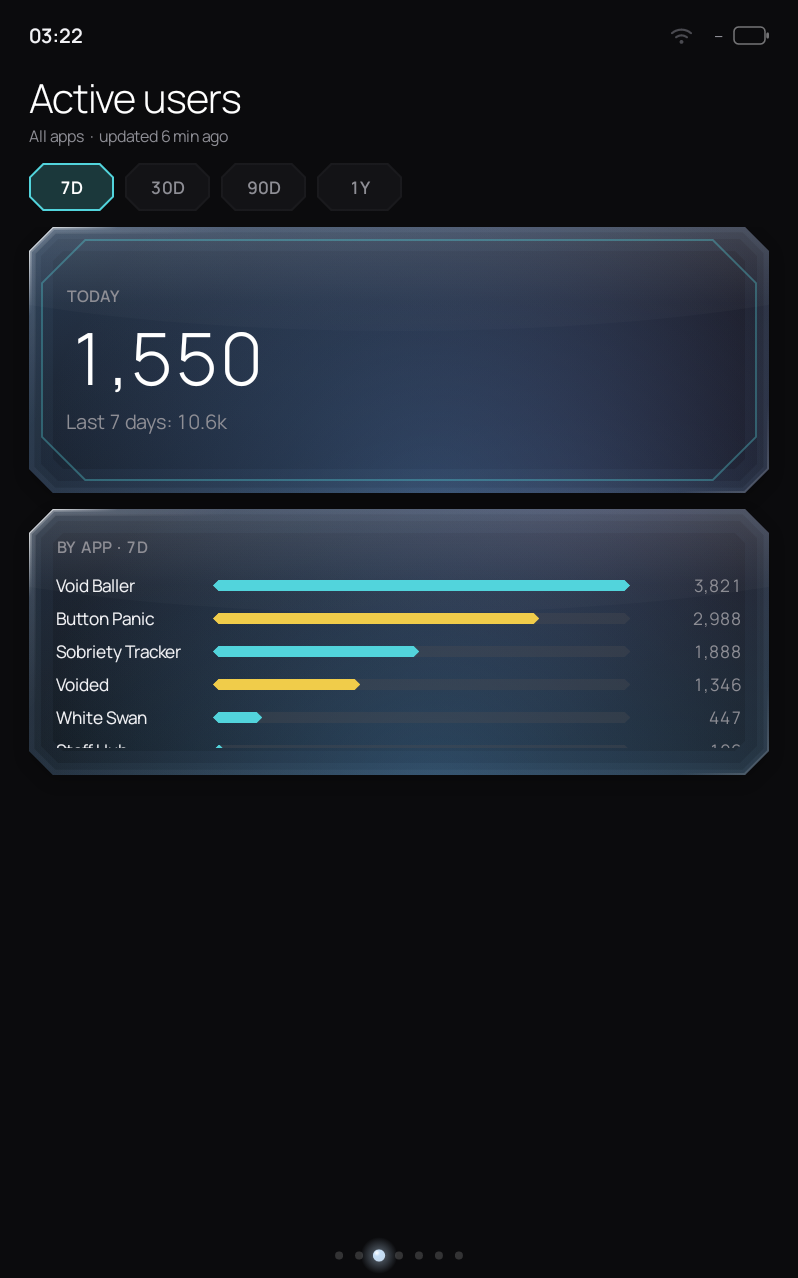 03:22
–
Active users
All apps · updated 6 min ago
7D 30D 90D 1Y
TODAY
1,550
Last 7 days: 10.6k
BY APP · 7D
Void Baller 3,821
Button Panic 2,988
Sobriety Tracker 1,888
Voided 1,346
White Swan 447